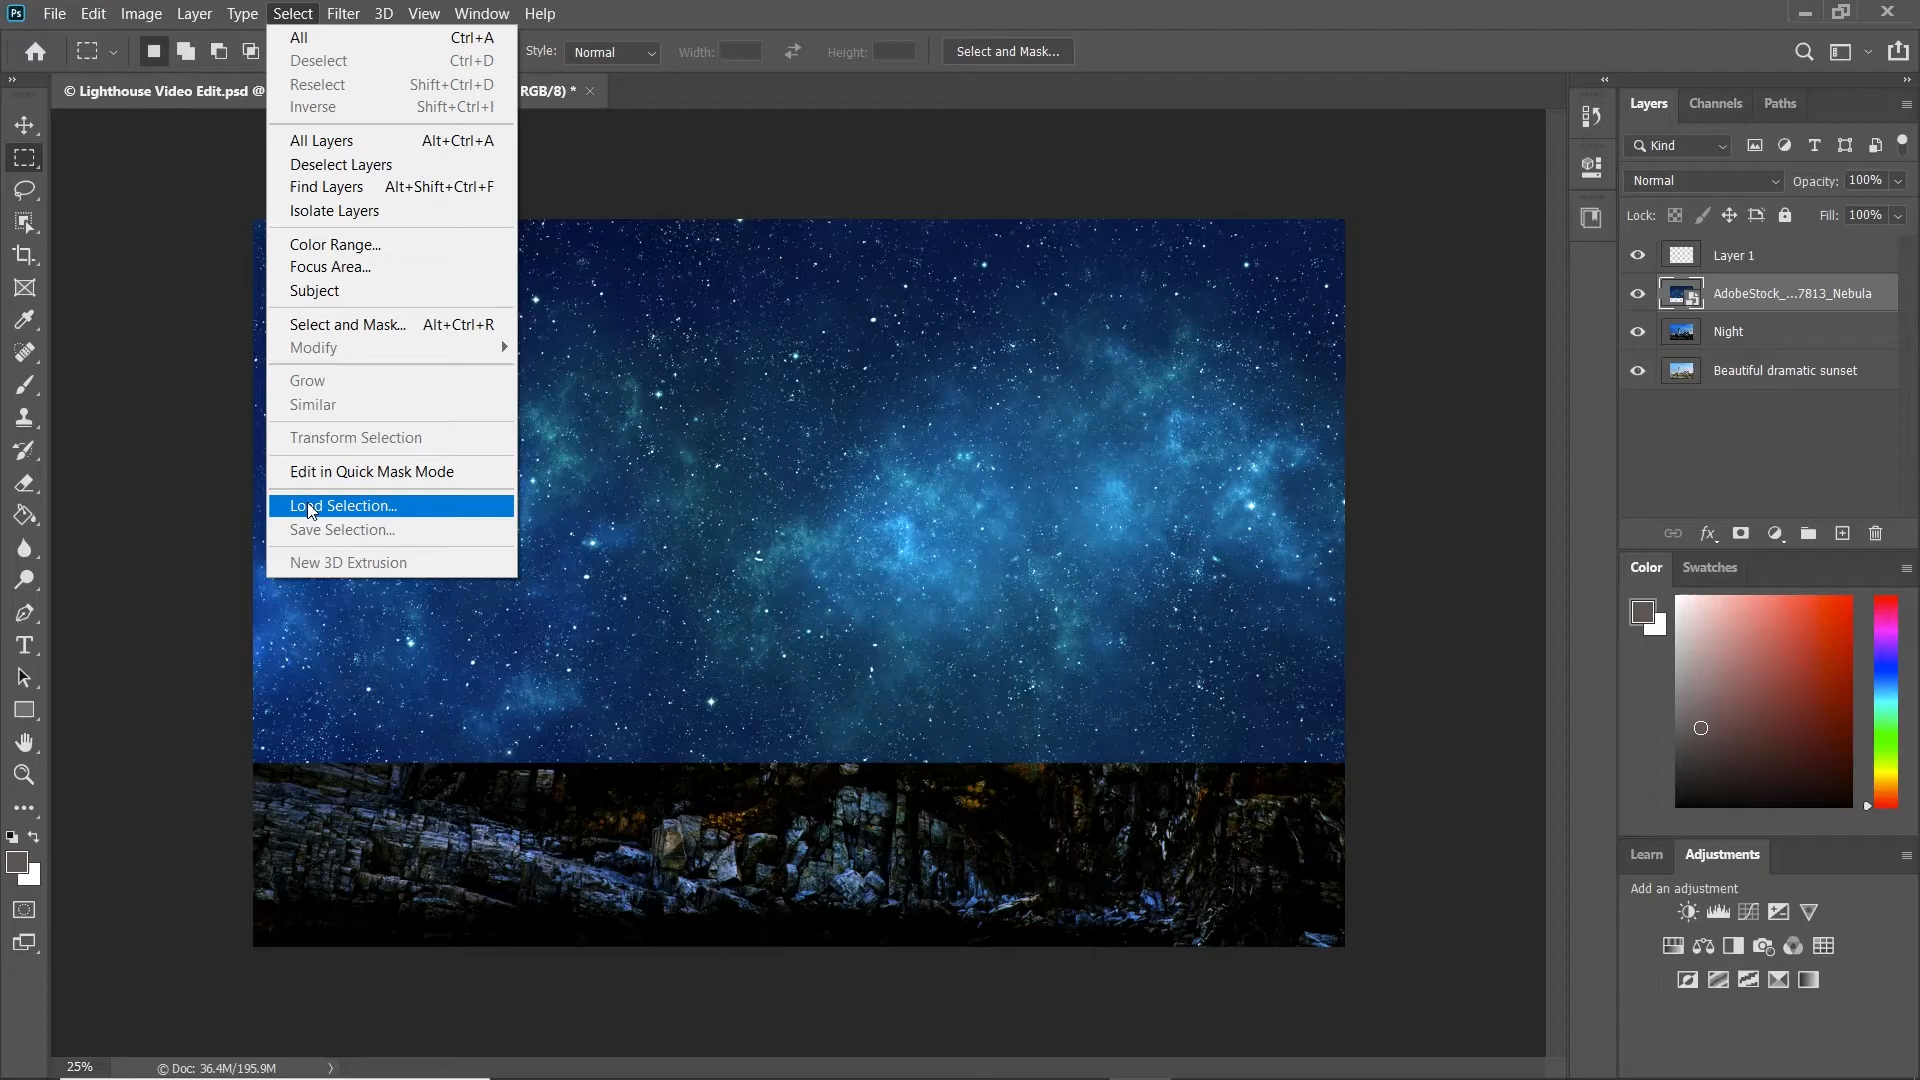 Ps File Edit Image Layer Type Select Filter 3D View Window Help
Style: Normal Width: Height: Select and Mask...
© Lighthouse Video Edit.psd @ RGB/8) *
All Ctrl+A
Deselect Ctrl+D
Reselect Shift+Ctrl+D
Inverse Shift+Ctrl+I
All Layers Alt+Ctrl+A
Deselect Layers
Find Layers Alt+Shift+Ctrl+F
Isolate Layers
Color Range...
Focus Area...
Subject
Select and Mask... Alt+Ctrl+R
Modify
Grow
Similar
Transform Selection
Edit in Quick Mask Mode
Load Selection...
Save Selection...
New 3D Extrusion
Layers Channels Paths
Kind
Normal Opacity: 100%
Lock: Fill: 100%
Layer 1
AdobeStock_...7813_Nebula
Night
Beautiful dramatic sunset
fx
Color Swatches
Learn Adjustments
Add an adjustment
25% © Doc: 36.4M/195.9M